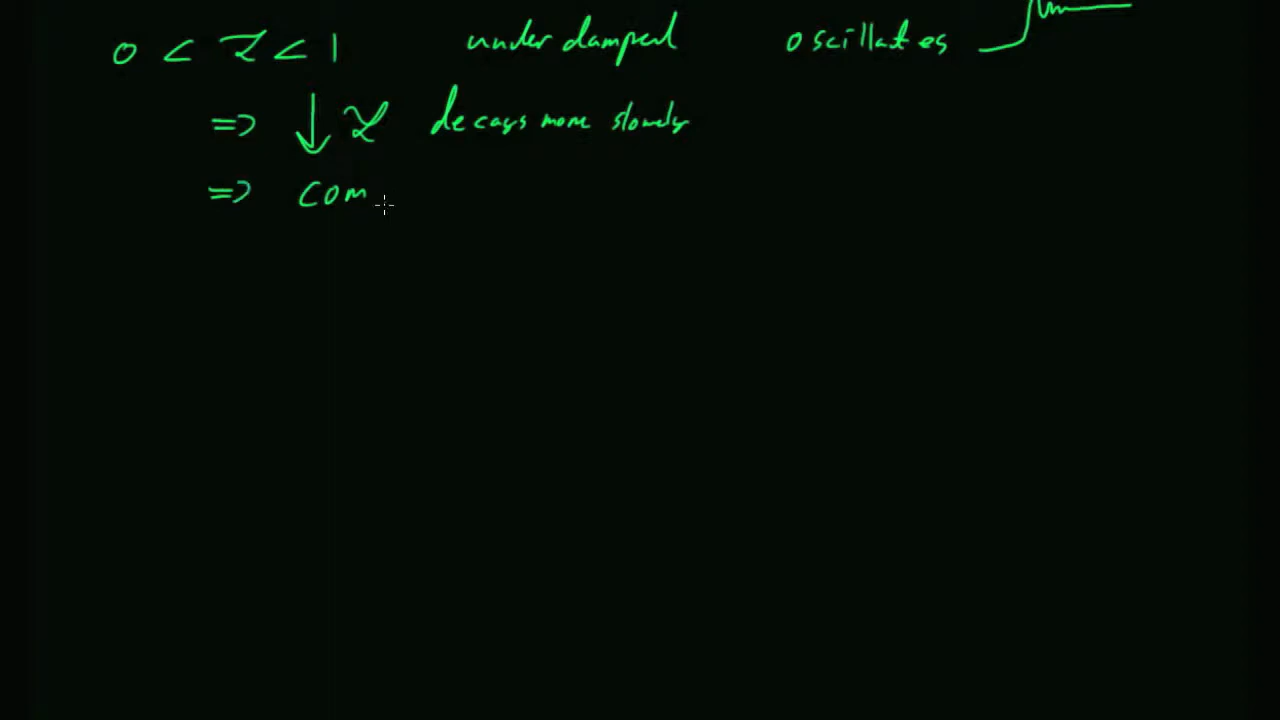 0 < ζ < 1 underdamped oscillates
=> ↓ ζ decays more slowly
=> com